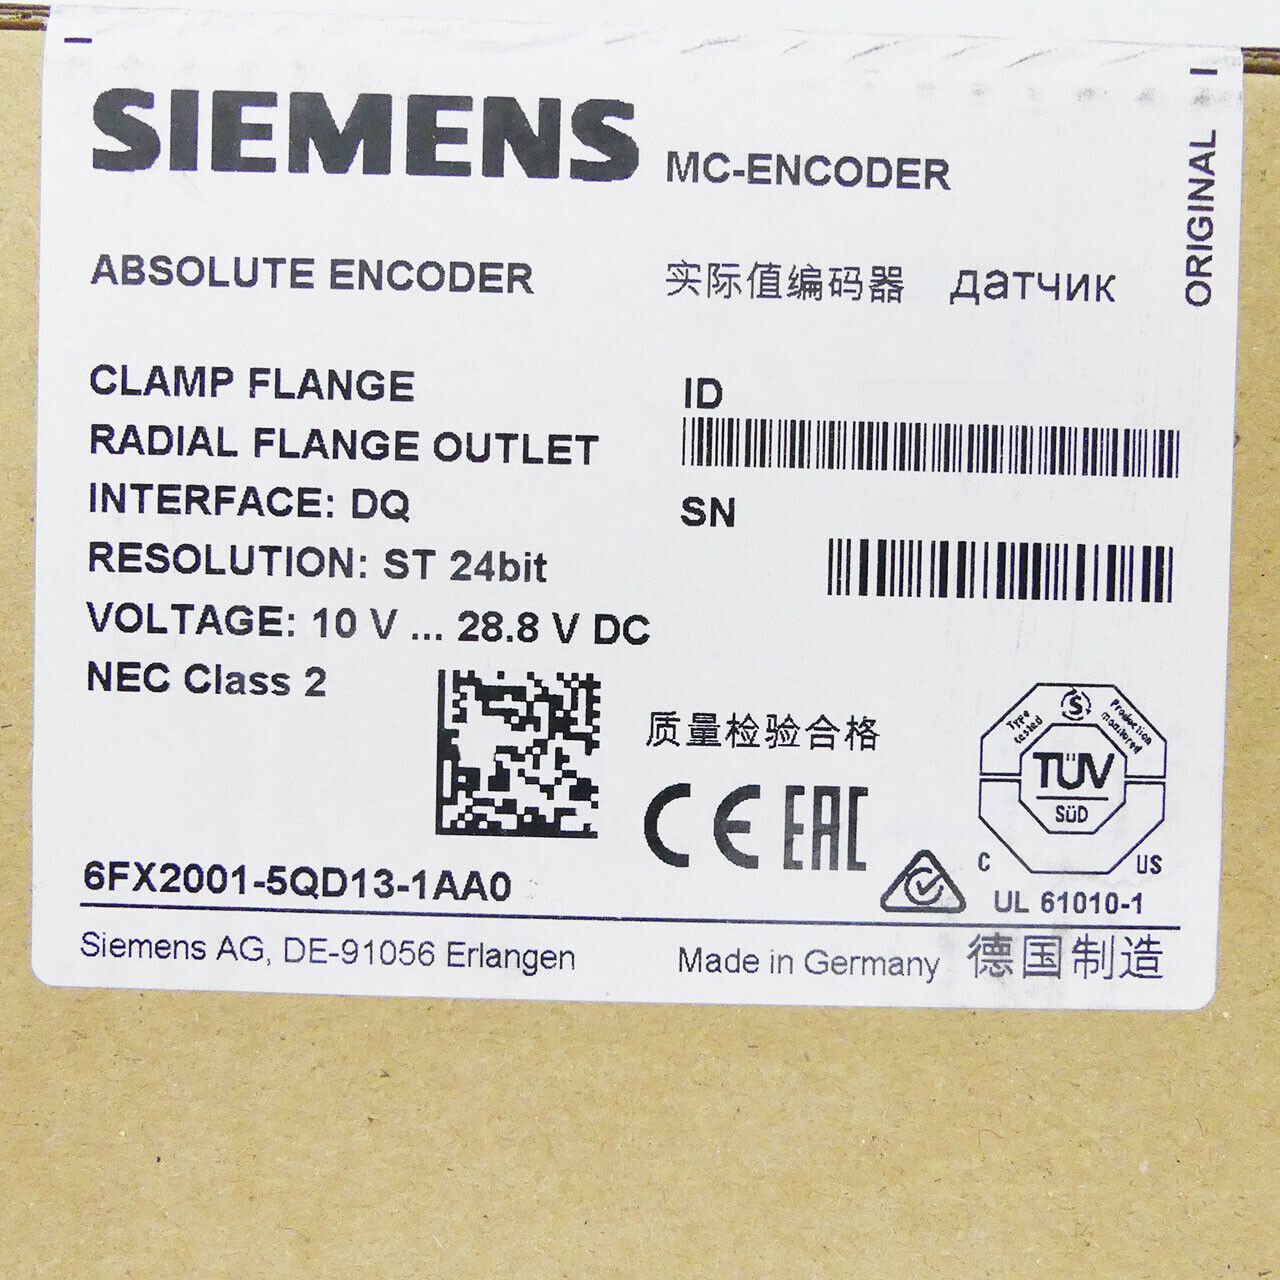 SIEMENS MC-ENCODER
ORIGINAL
ABSOLUTE ENCODER 实际值编码器 датчик
CLAMP FLANGE
RADIAL FLANGE OUTLET
INTERFACE: DQ
RESOLUTION: ST 24bit
VOLTAGE: 10 V ... 28.8 V DC
NEC Class 2
ID
SN
质量检验合格
CE EAC
Type tested
S
Production monitored
TÜV
SÜD
C US
UL 61010-1
6FX2001-5QD13-1AA0
Siemens AG, DE-91056 Erlangen
Made in Germany 德国制造